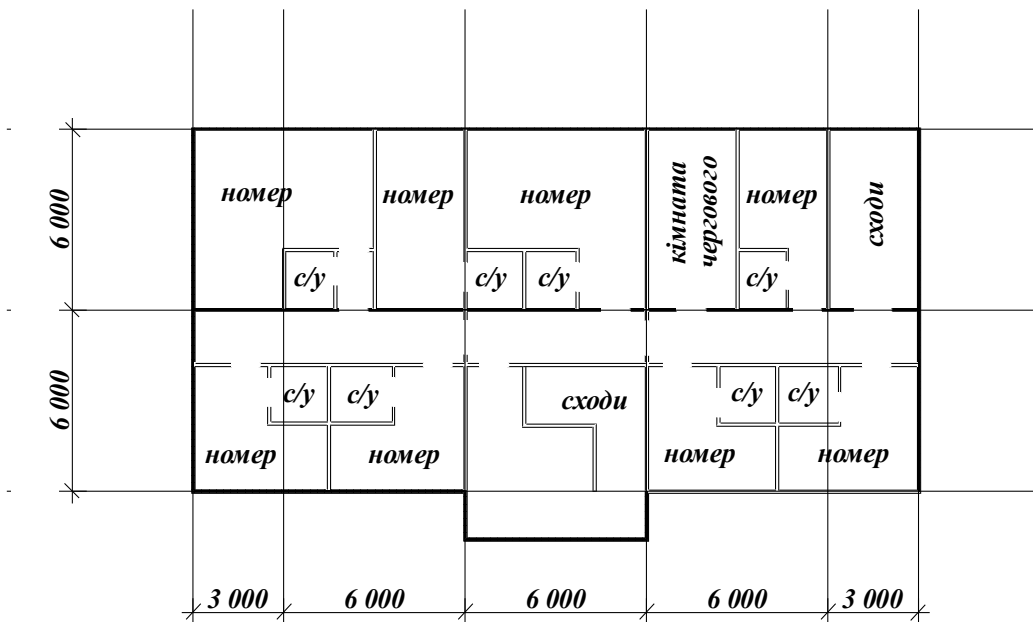 номер
номер
номер
кімната
чергового
номер
сходи
6 000
с/у
с/у
с/у
с/у
6 000
с/у
с/у
сходи
с/у
с/у
номер
номер
номер
номер
3 000
6 000
6 000
6 000
3 000